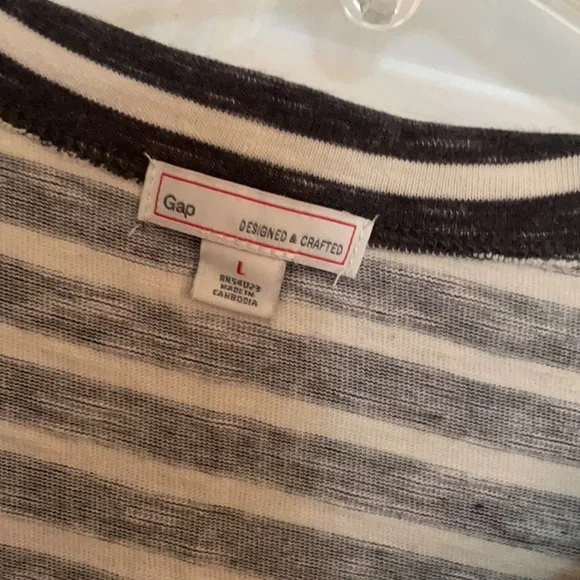 Gap
DESIGNED & CRAFTED
L
RN54023
MADE IN
CAMBODIA